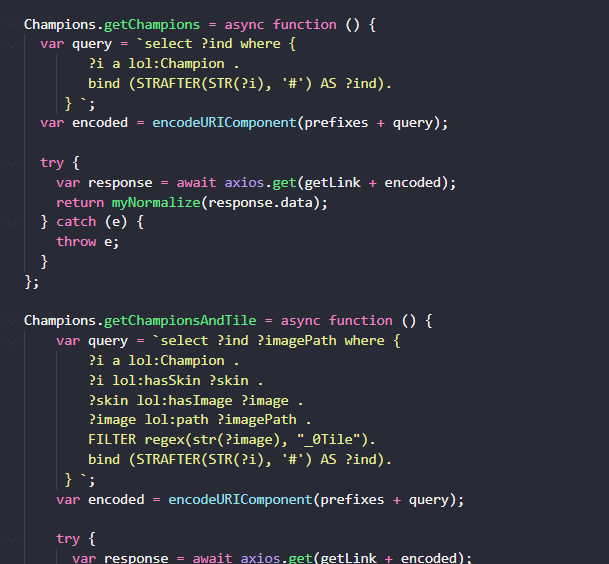 Champions.getChampions = async function () {
  var query = `select ?ind where {
        ?i a lol:Champion .
        bind (STRAFTER(STR(?i), '#') AS ?ind).
     } `;
  var encoded = encodeURIComponent(prefixes + query);

  try {
    var response = await axios.get(getLink + encoded);
    return myNormalize(response.data);
  } catch (e) {
    throw e;
  }
};

Champions.getChampionsAndTile = async function () {
    var query = `select ?ind ?imagePath where {
        ?i a lol:Champion .
        ?i lol:hasSkin ?skin .
        ?skin lol:hasImage ?image .
        ?image lol:path ?imagePath .
        FILTER regex(str(?image), "_0Tile").
        bind (STRAFTER(STR(?i), '#') AS ?ind).
     } `;
    var encoded = encodeURIComponent(prefixes + query);

    try {
      var response = await axios.get(getLink + encoded);